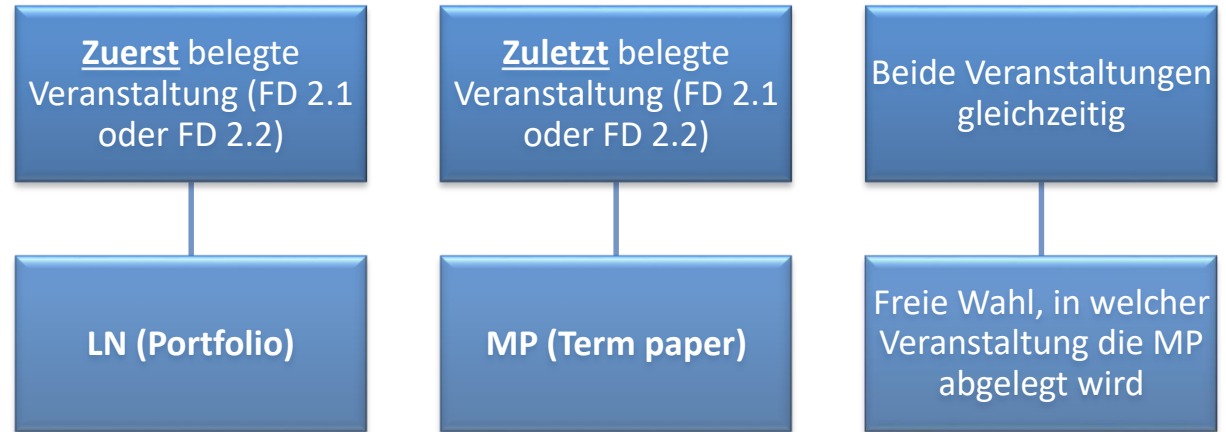 Zuerst belegte
Veranstaltung (FD 2.1
oder FD 2.2)
LN (Portfolio)
Zuletzt belegte
Veranstaltung (FD 2.1
oder FD 2.2)
MP (Term paper)
Beide Veranstaltungen
gleichzeitig
Freie Wahl, in welcher
Veranstaltung die MP
abgelegt wird